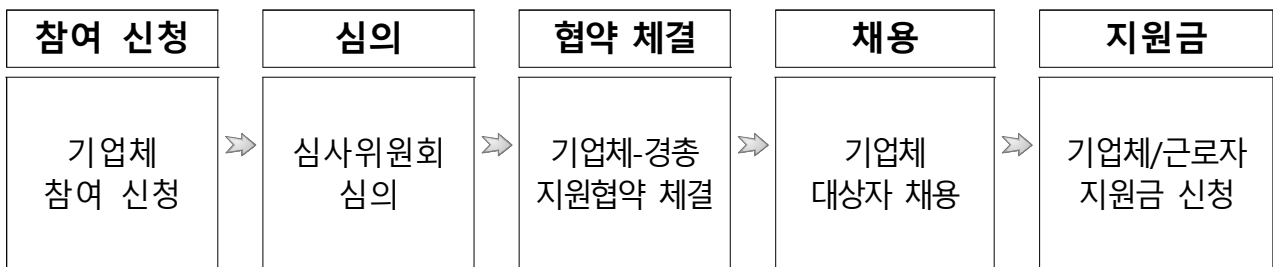 참여 신청
심의
협약 체결
채용
지원금
기업체
참여 신청
심사위원회
심의
기업체-경총
지원협약 체결
기업체
대상자 채용
기업체/근로자
지원금 신청